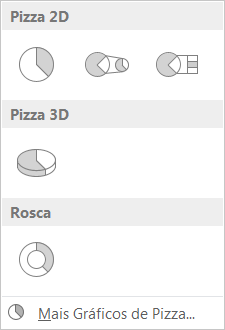 Pizza 2D
Pizza 3D
Rosca
Mais Gráficos de Pizza...